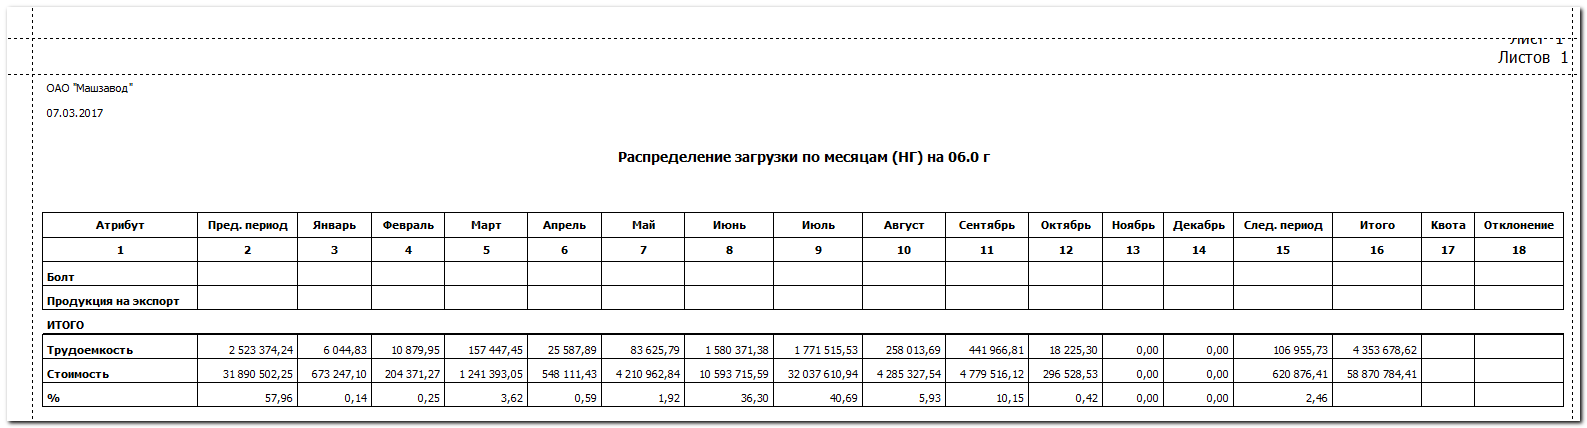 Лист 1
Листов 1
ОАО "Машзавод"
07.03.2017
Распределение загрузки по месяцам (НГ) на 06.0 г
Атрибут Пред. период Январь Февраль Март Апрель Май Июнь Июль Август Сентябрь Октябрь Ноябрь Декабрь След. период Итого Квота Отклонение
1 2 3 4 5 6 7 8 9 10 11 12 13 14 15 16 17 18
Болт
Продукция на экспорт
ИТОГО
Трудоемкость 2 523 374,24 6 044,83 10 879,95 157 447,45 25 587,89 83 625,79 1 580 371,38 1 771 515,53 258 013,69 441 966,81 18 225,30 0,00 0,00 106 955,73 4 353 678,62
Стоимость 31 890 502,25 673 247,10 204 371,27 1 241 393,05 548 111,43 4 210 962,84 10 593 715,59 32 037 610,94 4 285 327,54 4 779 516,12 296 528,53 0,00 0,00 620 876,41 58 870 784,41
% 57,96 0,14 0,25 3,62 0,59 1,92 36,30 40,69 5,93 10,15 0,42 0,00 0,00 2,46